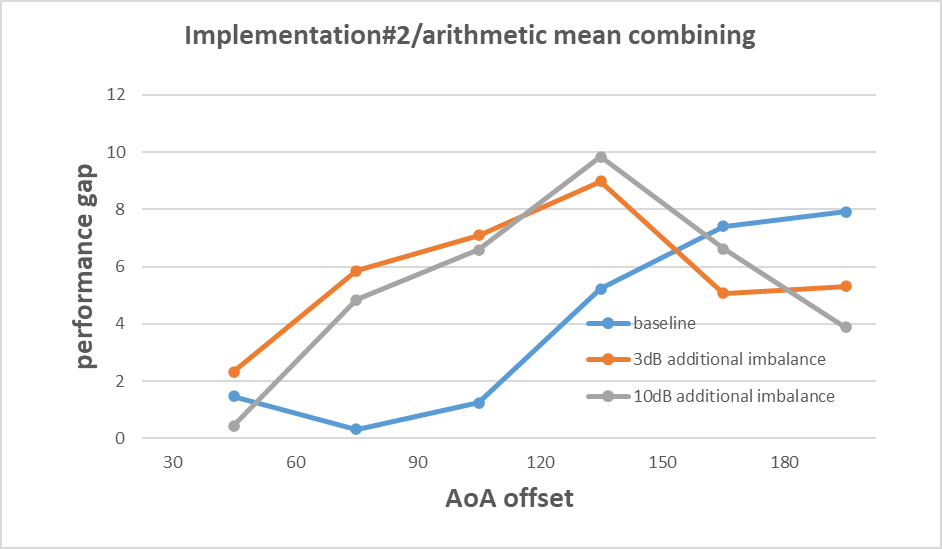 Implementation#2/arithmetic mean combining
12
10
8
6
4
2
0
performance gap
baseline
3dB additional imbalance
10dB additional imbalance
30 60 90 120 150 180
AoA offset